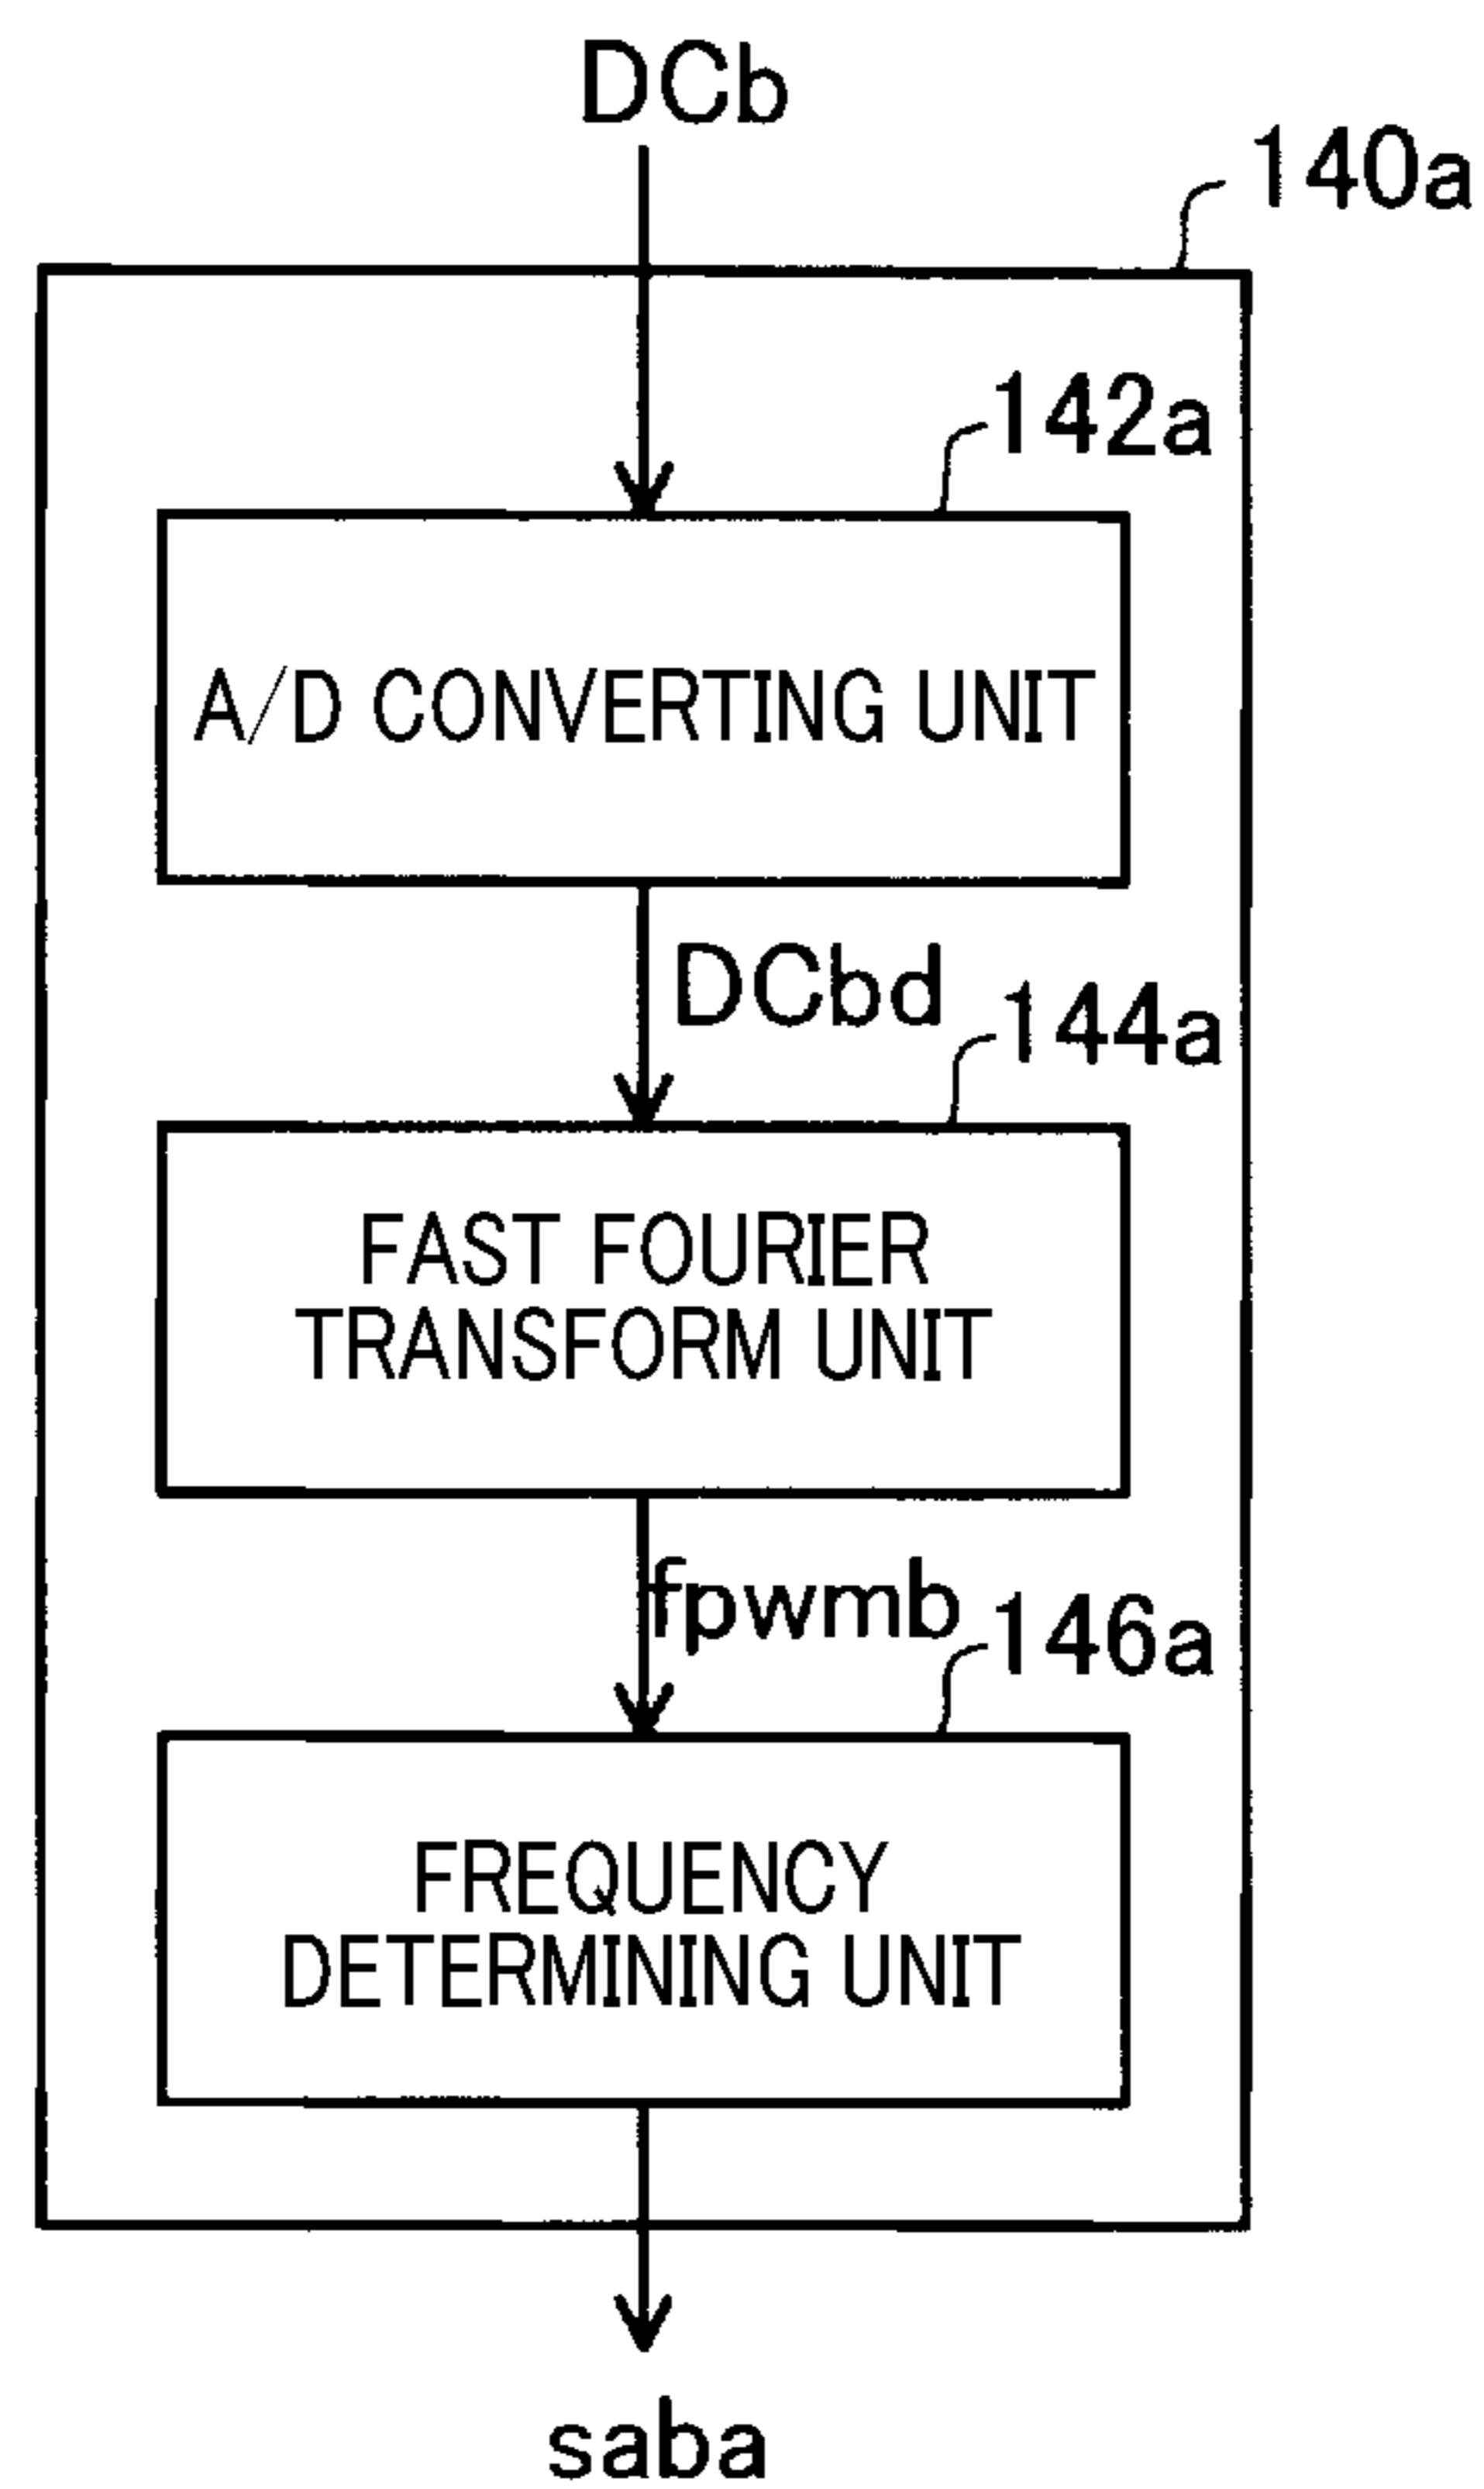 DCb
140a
142a
A/D CONVERTING UNIT
DCbd
144a
FAST FOURIER
TRANSFORM UNIT
fpwmb
146a
FREQUENCY
DETERMINING UNIT
saba